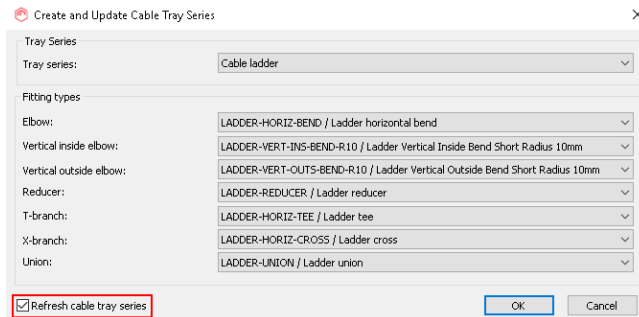 Create and Update Cable Tray Series
Tray Series
Tray series: Cable ladder
Fitting types
Elbow: LADDER-HORIZ-BEND / Ladder horizontal bend
Vertical inside elbow: LADDER-VERT-INS-BEND-R10 / Ladder Vertical Inside Bend Short Radius 10mm
Vertical outside elbow: LADDER-VERT-OUTS-BEND-R10 / Ladder Vertical Outside Bend Short Radius 10mm
Reducer: LADDER-REDUCER / Ladder reducer
T-branch: LADDER-HORIZ-TEE / Ladder tee
X-branch: LADDER-HORIZ-CROSS / Ladder cross
Union: LADDER-UNION / Ladder union
Refresh cable tray series OK Cancel